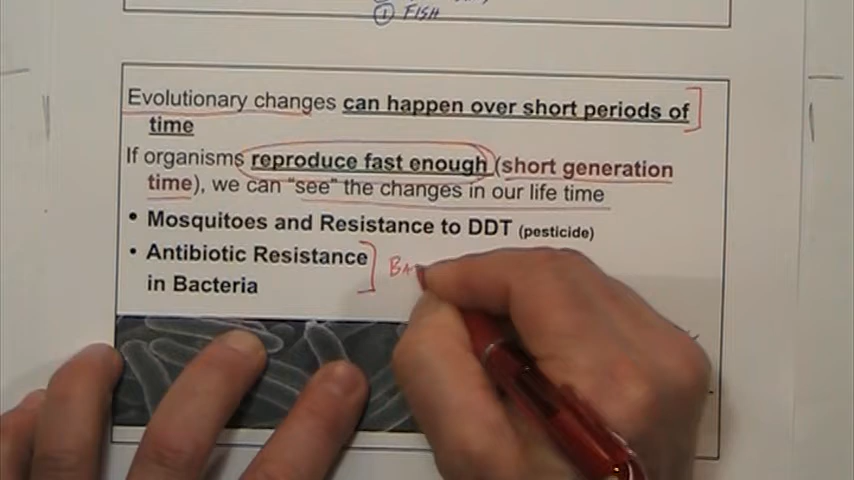 ① FISH
Evolutionary changes can happen over short periods of
time
If organisms reproduce fast enough (short generation
time), we can "see" the changes in our life time
• Mosquitoes and Resistance to DDT (pesticide)
• Antibiotic Resistance
in Bacteria